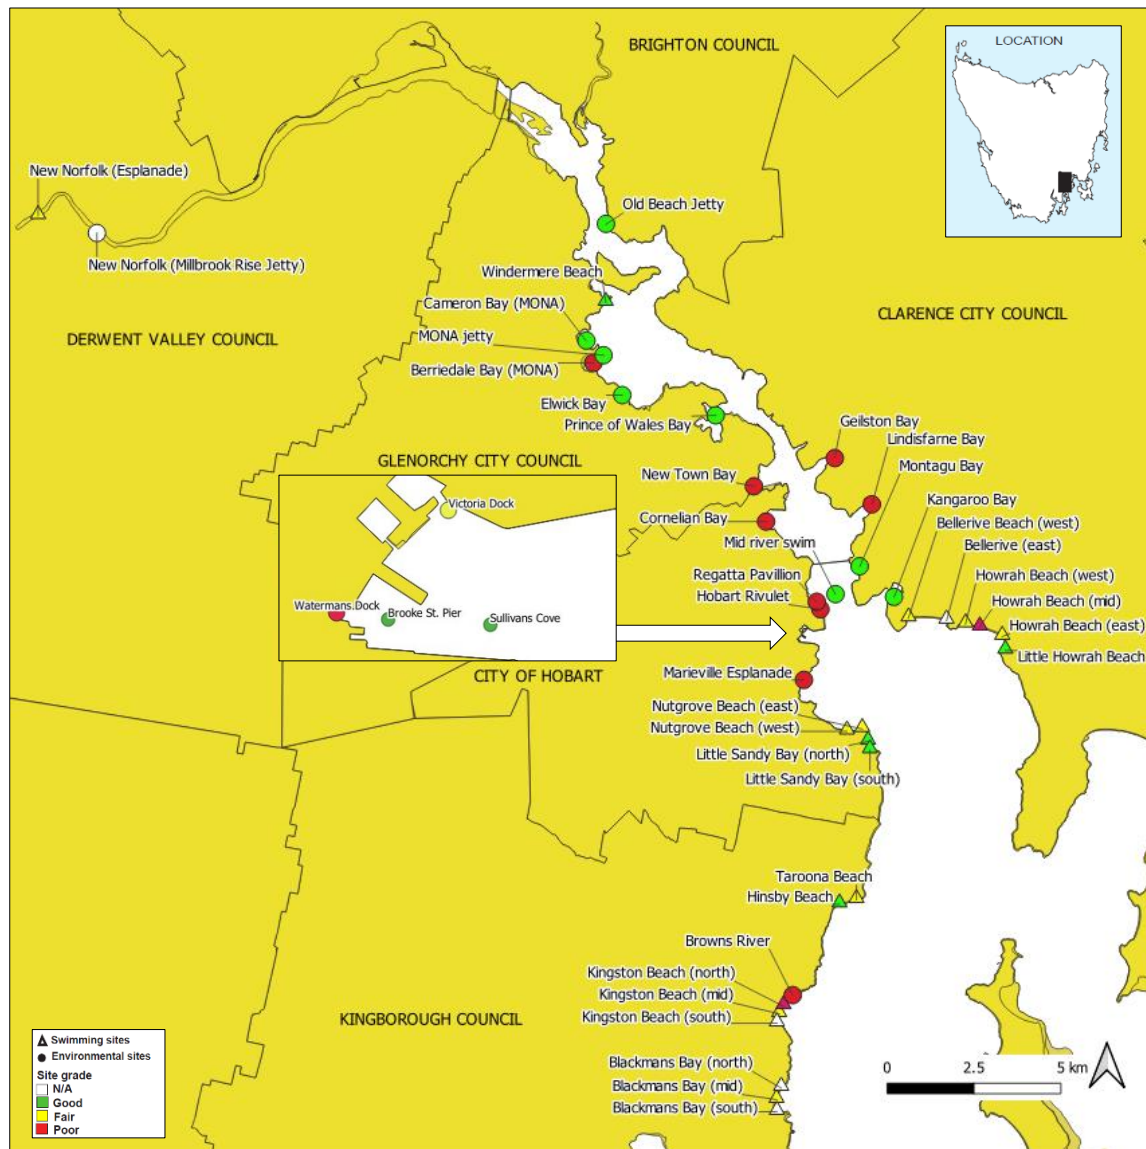 BRIGHTON COUNCIL
LOCATION
New Norfolk (Esplanade)
Old Beach Jetty
New Norfolk (Millbrook Rise Jetty)
Windermere Beach
Cameron Bay (MONA)
CLARENCE CITY COUNCIL
DERWENT VALLEY COUNCIL
MONA jetty
Berriedale Bay (MONA)
Elwick Bay
Prince of Wales Bay
Geilston Bay
Lindisfarne Bay
GLENORCHY CITY COUNCIL
Montagu Bay
New Town Bay
Kangaroo Bay
Victoria Dock
Cornelian Bay
Bellerive Beach (west)
Mid river swim
Bellerive (east)
Regatta Pavillion
Howrah Beach (west)
Hobart Rivulet
Howrah Beach (mid)
Watermans Dock
Brooke St. Pier
Sullivans Cove
Howrah Beach (east)
Little Howrah Beach
CITY OF HOBART
Marieville Esplanade
Nutgrove Beach (east)
Nutgrove Beach (west)
Little Sandy Bay (north)
Little Sandy Bay (south)
Taroona Beach
Hinsby Beach
Browns River
Kingston Beach (north)
Kingston Beach (mid)
Kingston Beach (south)
KINGBOROUGH COUNCIL
Blackmans Bay (north)
Blackmans Bay (mid)
Blackmans Bay (south)
0 2.5 5 km
Swimming sites
Environmental sites
Site grade
N/A
Good
Fair
Poor